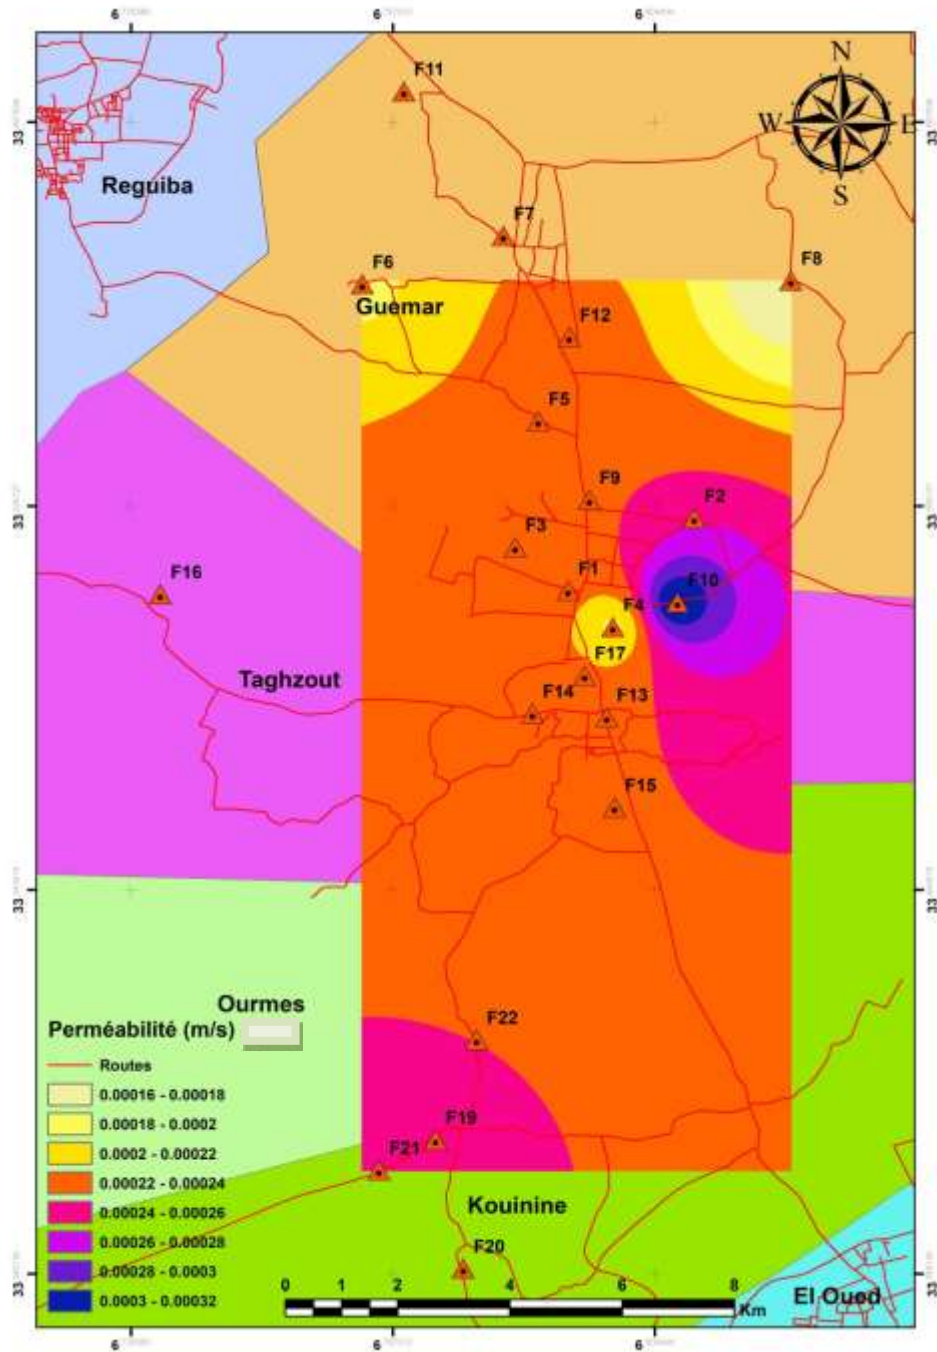 N
W
E
S
F11
Reguiba
F7
F6
F8
Guemar
F12
F5
F9
F2
F3
F16
F1
F10
F4
F17
Taghzout
F14
F13
F15
Ourmes
F22
Perméabilité (m/s)
Routes
0.00016 - 0.00018
0.00018 - 0.0002
0.0002 - 0.00022
0.00022 - 0.00024
0.00024 - 0.00026
0.00026 - 0.00028
0.00028 - 0.0003
0.0003 - 0.00032
F19
F21
Kouinine
F20
0 1 2 4 6 8
Km
El Oued